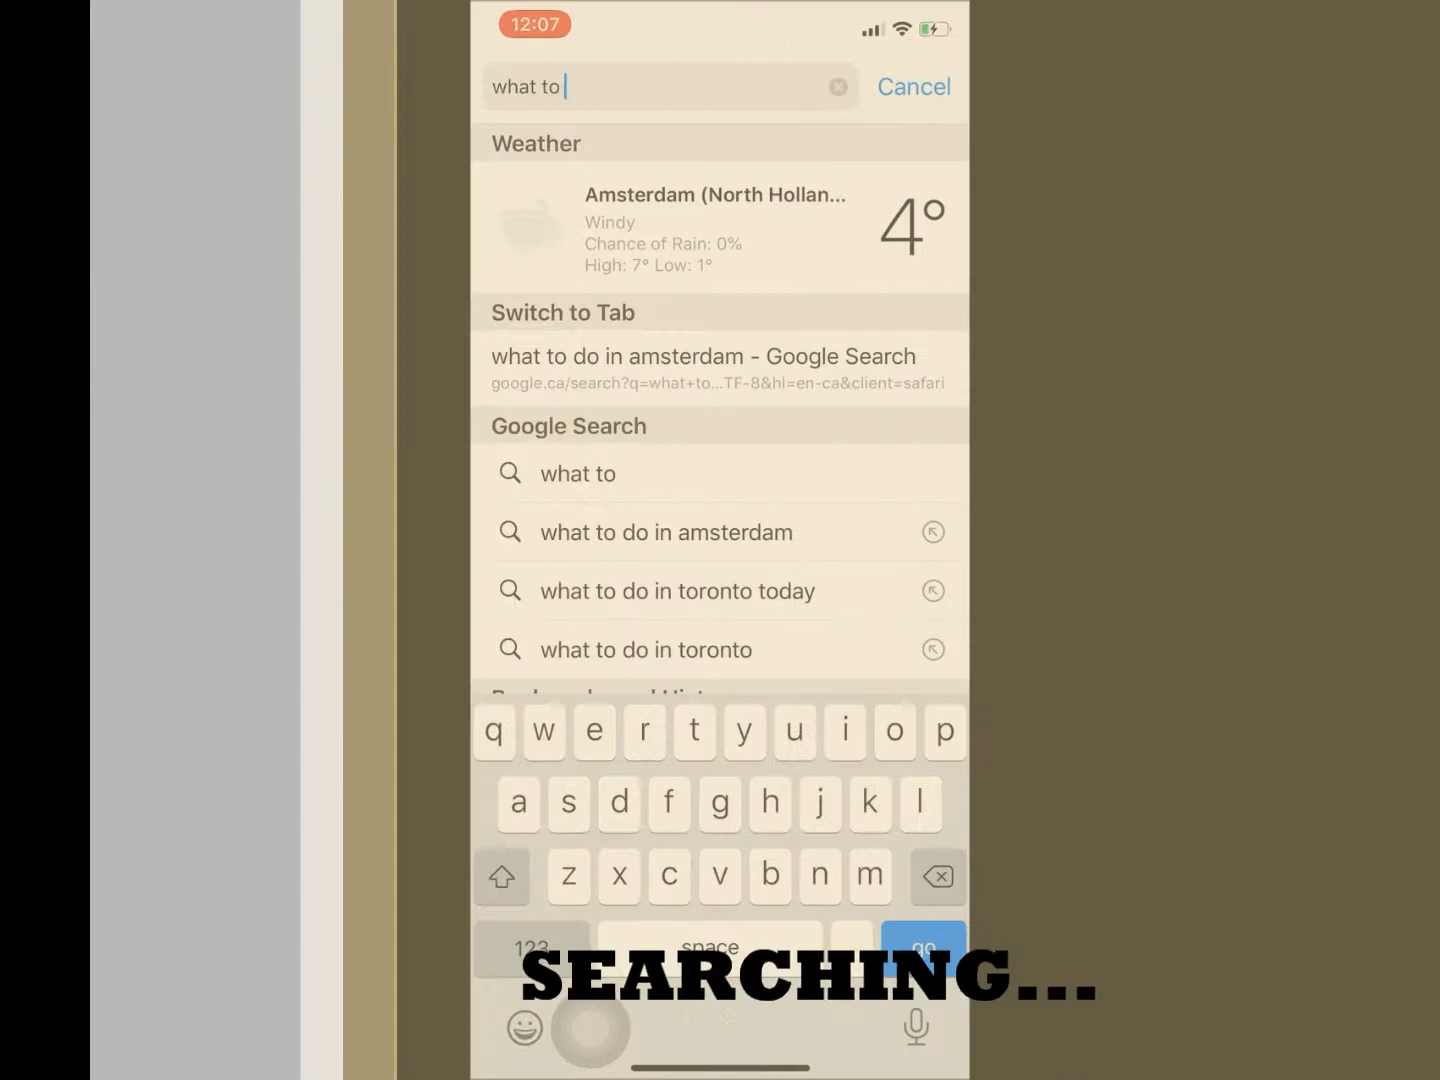 12:07
what to
Cancel
Weather
Amsterdam (North Hollan...
Windy
Chance of Rain: 0%
High: 7° Low: 1°
4°
Switch to Tab
what to do in amsterdam - Google Search
google.ca/search?q=what+to...TF-8&hl=en-ca&client=safari
Google Search
what to
what to do in amsterdam
what to do in toronto today
what to do in toronto
q w e r t y u i o p
a s d f g h j k l
z x c v b n m
123 space go
SEARCHING...